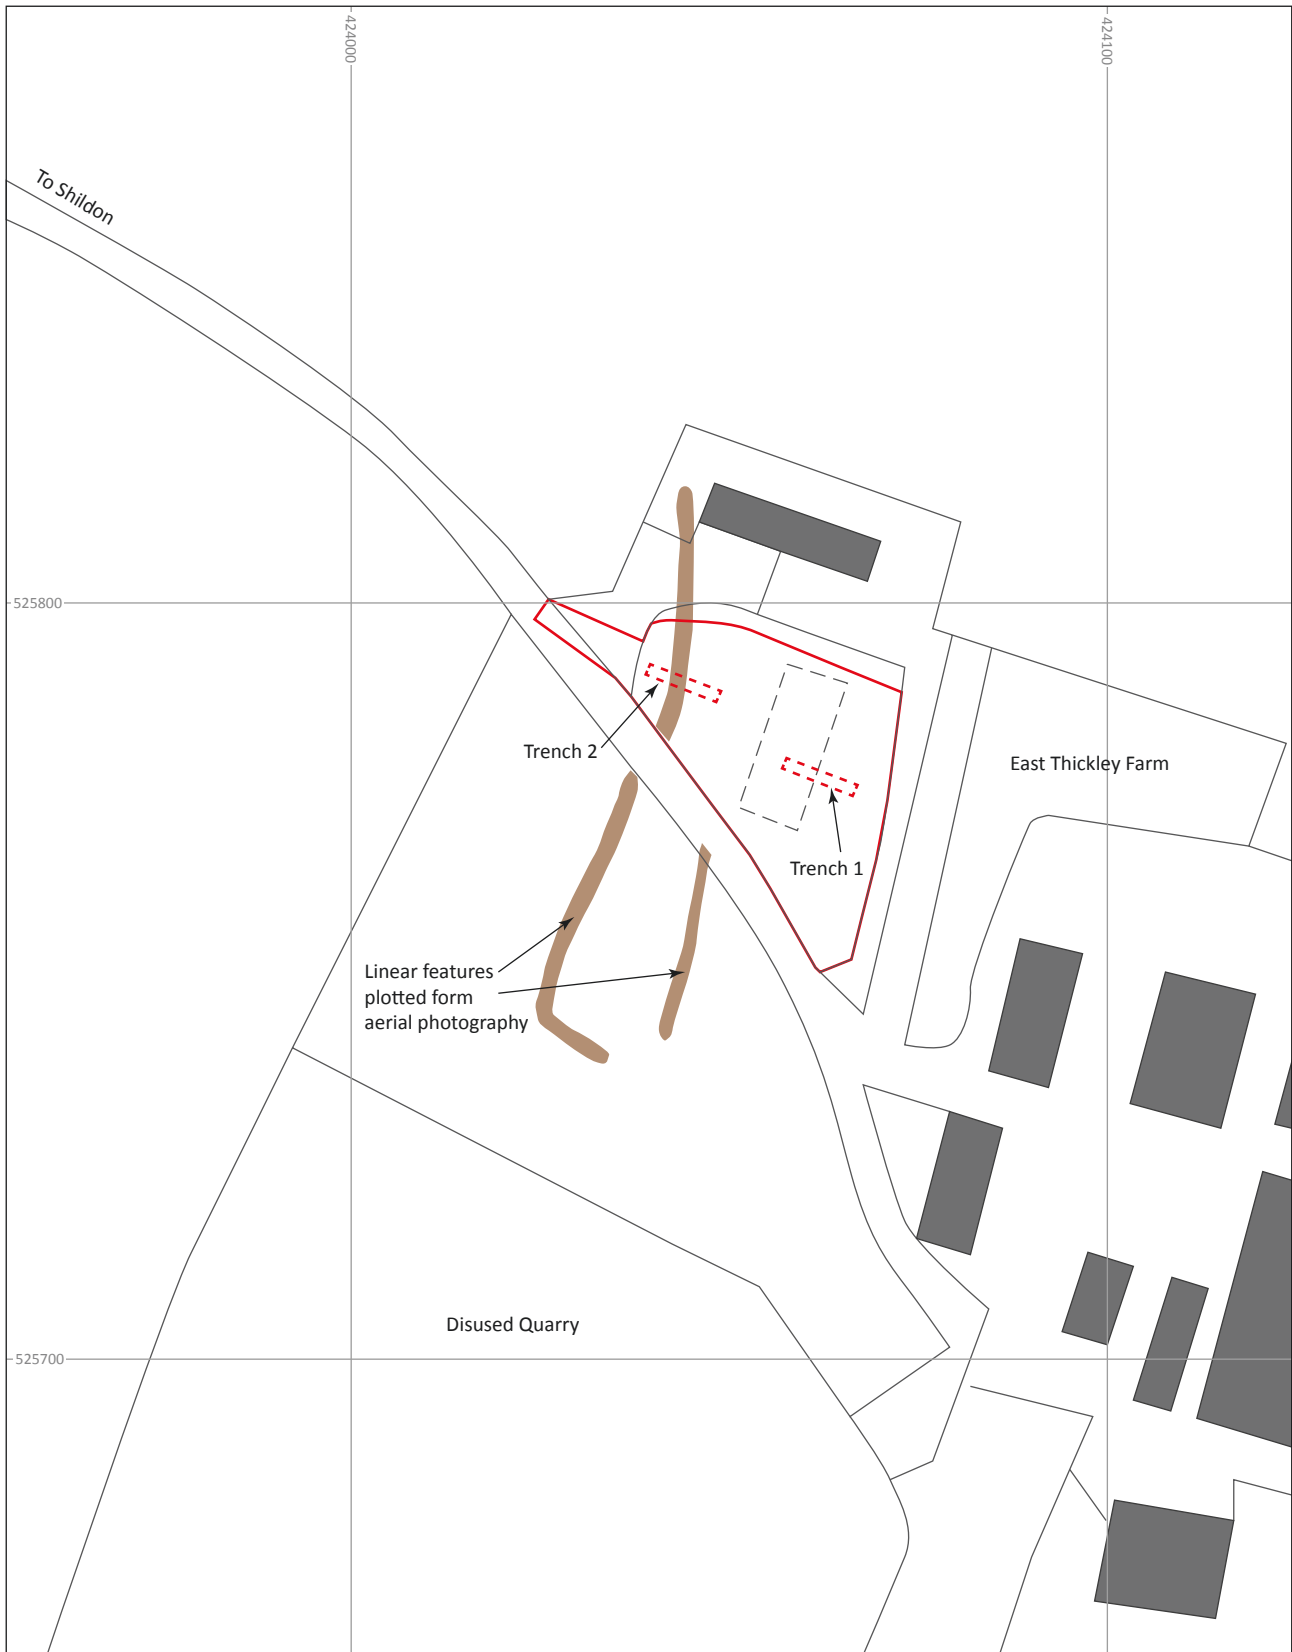 424000
424100
To Shildon
525800
Trench 2
East Thickley Farm
Trench 1
Linear features
plotted form
aerial photography
Disused Quarry
525700